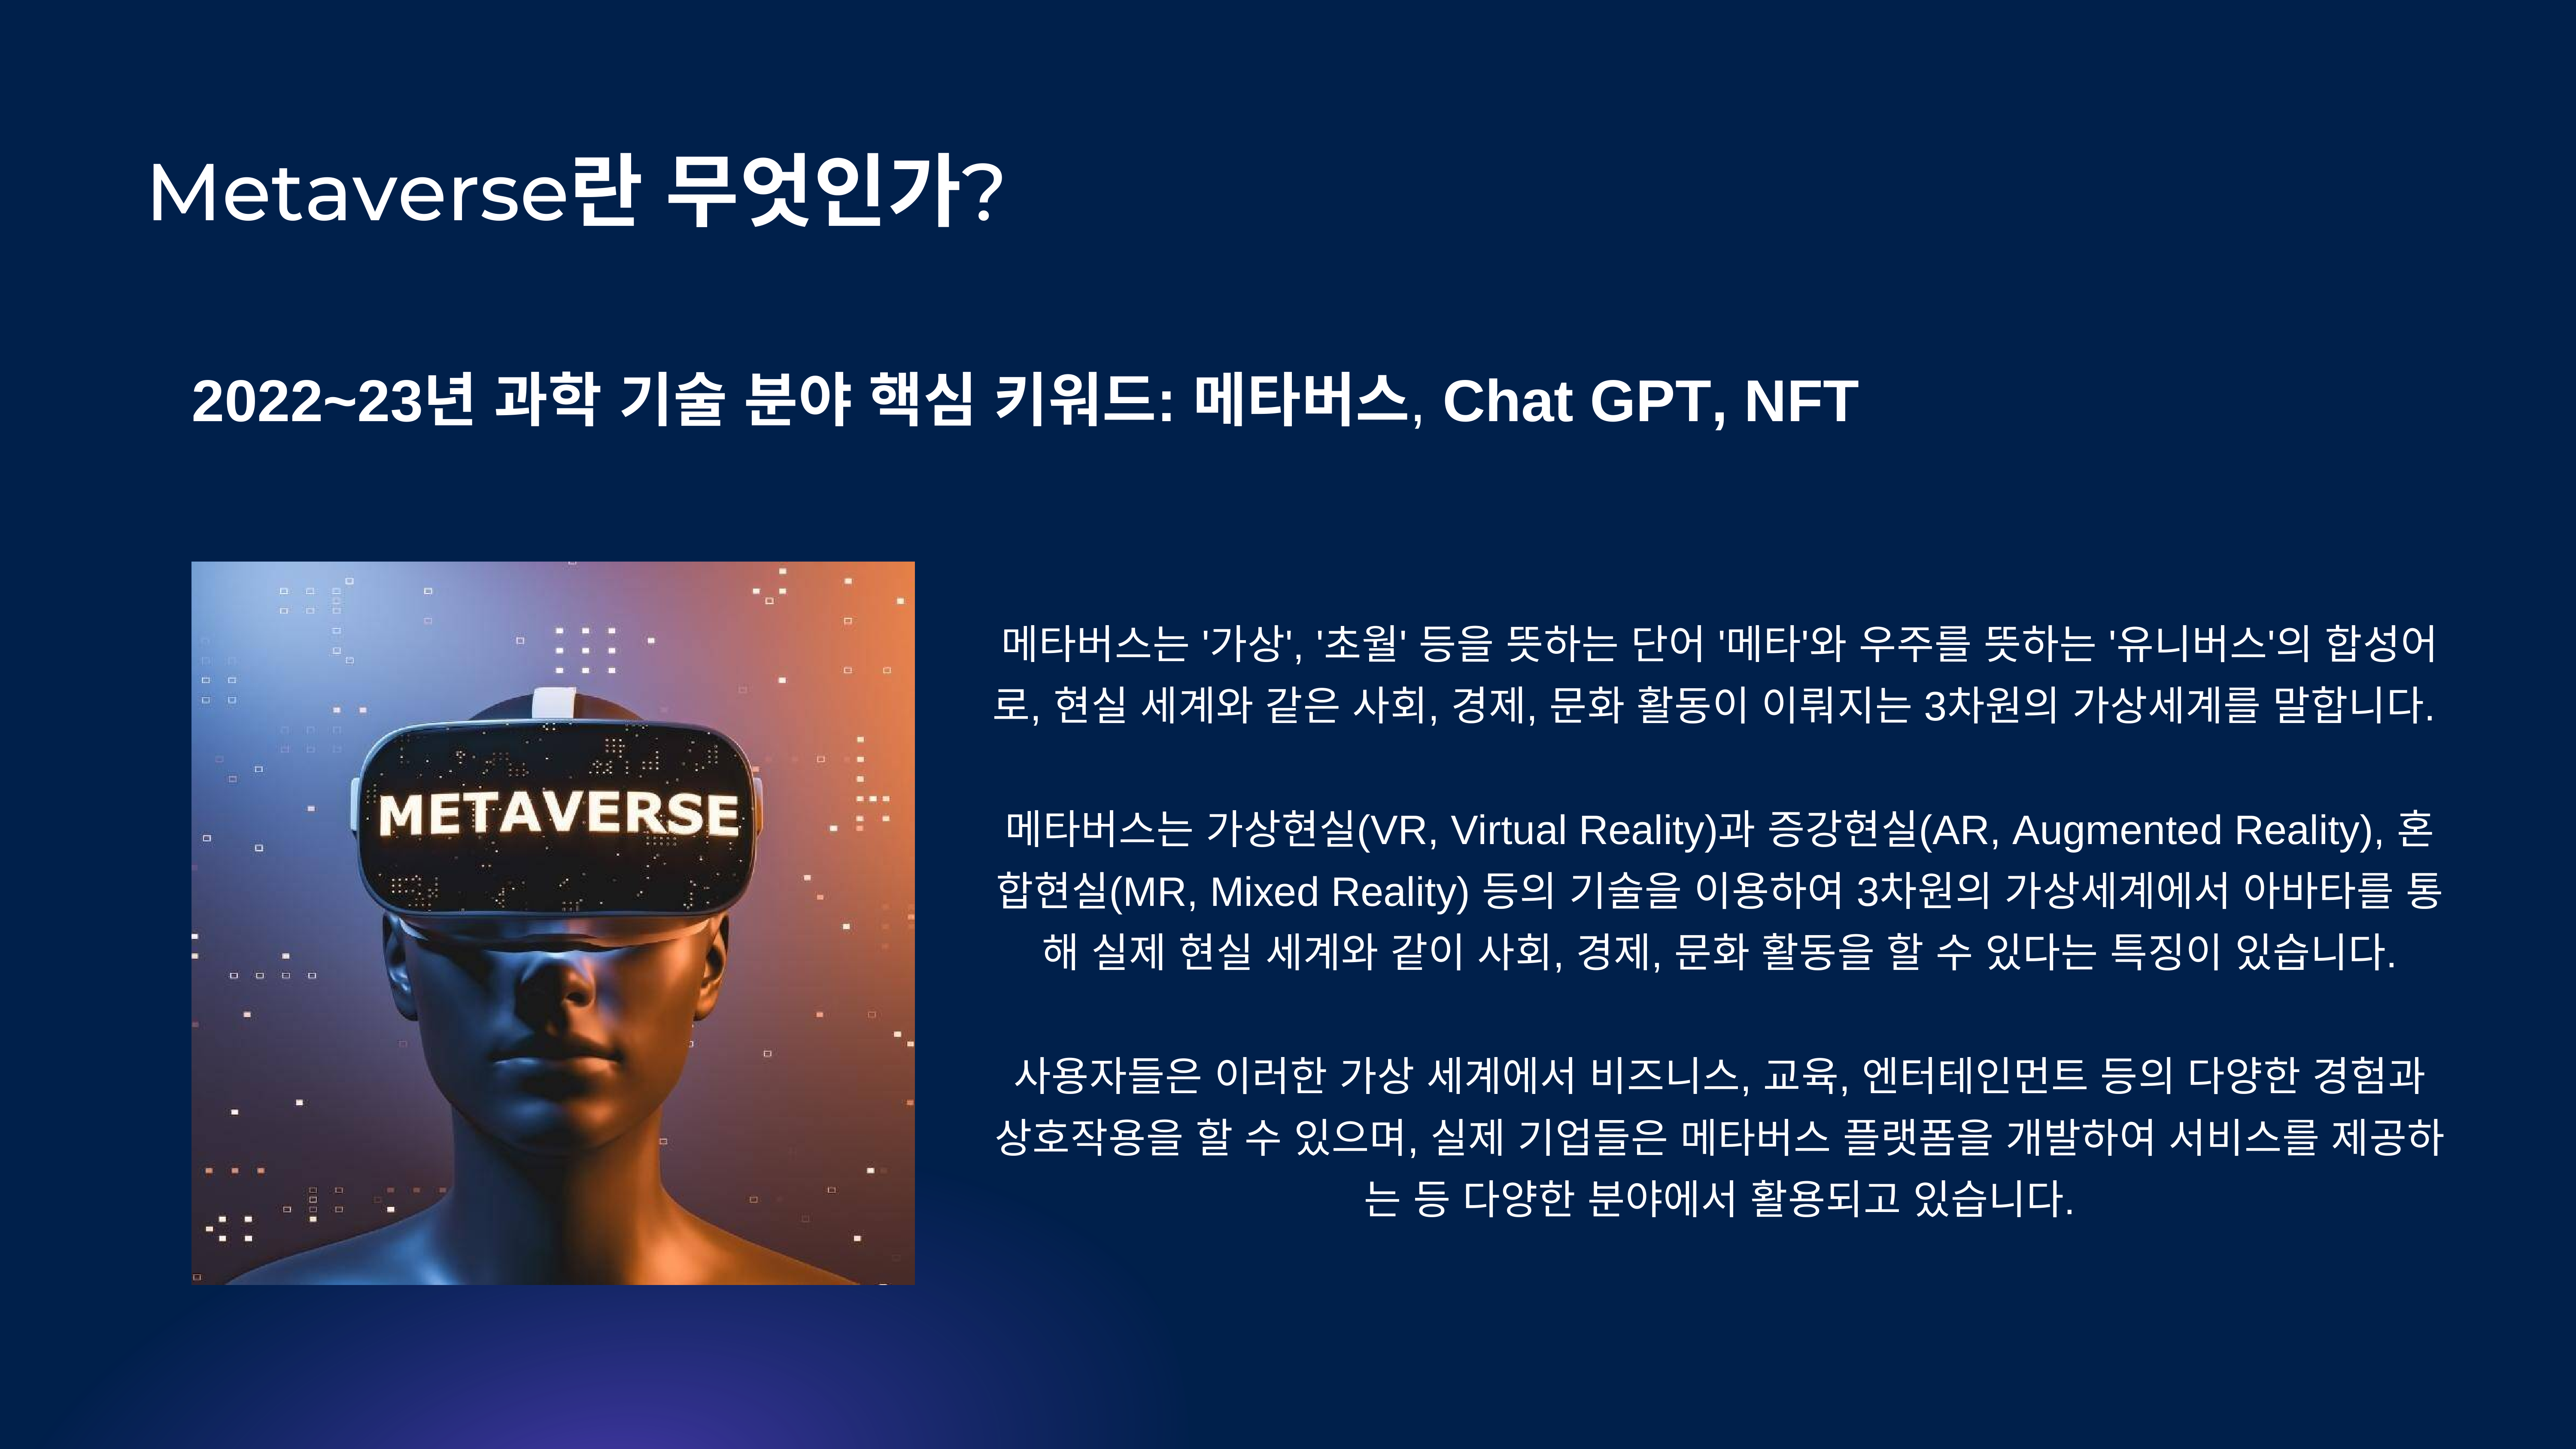 Metaverse란 무엇인가?
2022~23년 과학 기술 분야 핵심 키워드: 메타버스, Chat GPT, NFT
METAVERSE
메타버스는 '가상', '초월' 등을 뜻하는 단어 '메타'와 우주를 뜻하는 '유니버스'의 합성어
로, 현실 세계와 같은 사회, 경제, 문화 활동이 이뤄지는 3차원의 가상세계를 말합니다.
메타버스는 가상현실(VR, Virtual Reality)과 증강현실(AR, Augmented Reality), 혼
합현실(MR, Mixed Reality) 등의 기술을 이용하여 3차원의 가상세계에서 아바타를 통
해 실제 현실 세계와 같이 사회, 경제, 문화 활동을 할 수 있다는 특징이 있습니다.
사용자들은 이러한 가상 세계에서 비즈니스, 교육, 엔터테인먼트 등의 다양한 경험과
상호작용을 할 수 있으며, 실제 기업들은 메타버스 플랫폼을 개발하여 서비스를 제공하
는 등 다양한 분야에서 활용되고 있습니다.